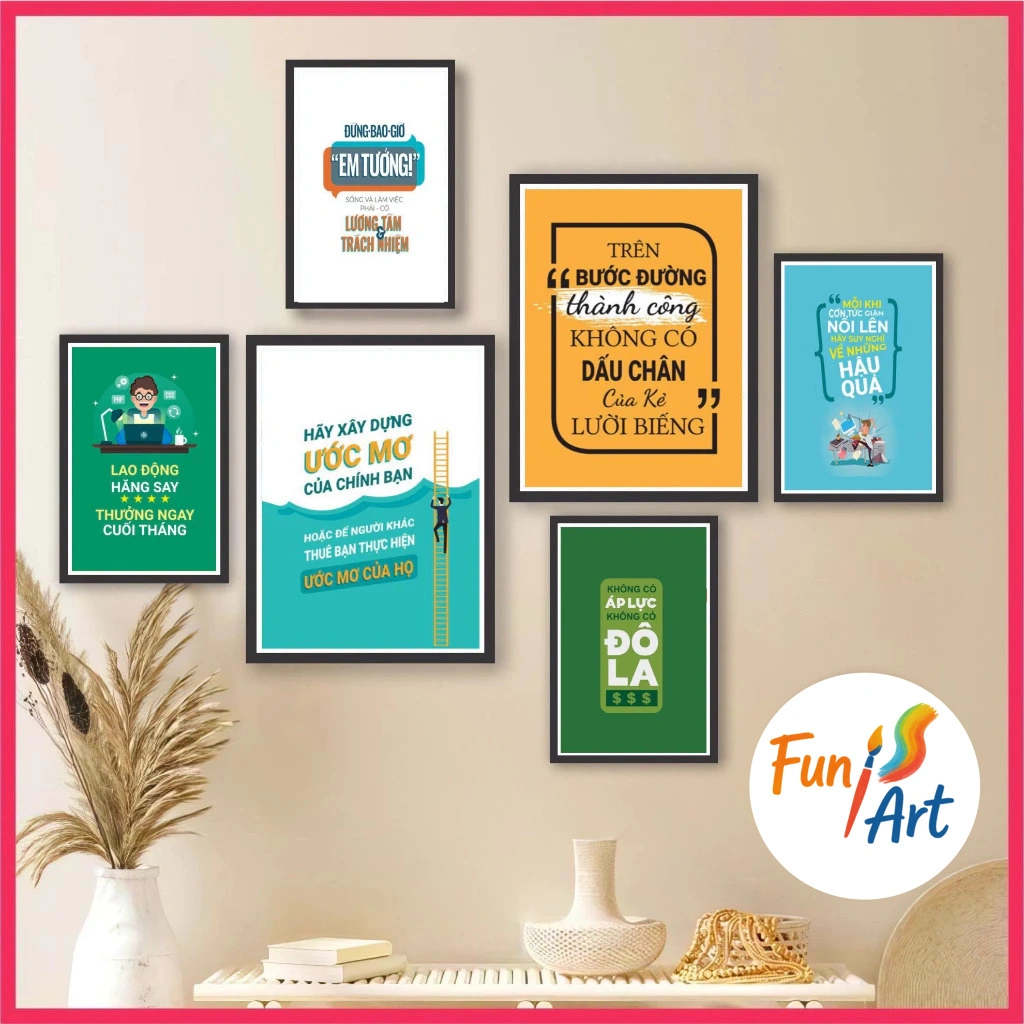 ĐỪNG·BAO·GIỜ
“EM TƯỞNG!”
SỐNG VÀ LÀM VIỆC
PHẢI - CÓ
LƯƠNG TÂM
&
TRÁCH NHIỆM
TRÊN
“ BƯỚC ĐƯỜNG
thành công
KHÔNG CÓ
DẤU CHÂN
Của Kẻ
LƯỜI BIẾNG ”
“MỖI KHI
CƠN TỨC GIẬN
NỔI LÊN
HÃY SUY NGHĨ
VỀ NHỮNG
HẬU
QUẢ”
PHP
CSS
LAO ĐỘNG
HĂNG SAY
★ ★ ★ ★
THƯỞNG NGAY
CUỐI THÁNG
HÃY XÂY DỰNG
ƯỚC MƠ
CỦA CHÍNH BẠN
HOẶC ĐỂ NGƯỜI KHÁC
THUÊ BẠN THỰC HIỆN
ƯỚC MƠ CỦA HỌ
KHÔNG CÓ
ÁP LỰC
KHÔNG CÓ
ĐÔ
LA
$ $ $
Fun
Art